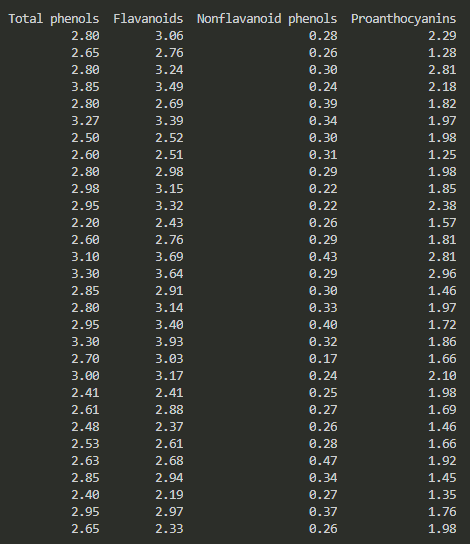 Total phenols Flavanoids Nonflavanoid phenols Proanthocyanins
2.80 3.06 0.28 2.29
2.65 2.76 0.26 1.28
2.80 3.24 0.30 2.81
3.85 3.49 0.24 2.18
2.80 2.69 0.39 1.82
3.27 3.39 0.34 1.97
2.50 2.52 0.30 1.98
2.60 2.51 0.31 1.25
2.80 2.98 0.29 1.98
2.98 3.15 0.22 1.85
2.95 3.32 0.22 2.38
2.20 2.43 0.26 1.57
2.60 2.76 0.29 1.81
3.10 3.69 0.43 2.81
3.30 3.64 0.29 2.96
2.85 2.91 0.30 1.46
2.80 3.14 0.33 1.97
2.95 3.40 0.40 1.72
3.30 3.93 0.32 1.86
2.70 3.03 0.17 1.66
3.00 3.17 0.24 2.10
2.41 2.41 0.25 1.98
2.61 2.88 0.27 1.69
2.48 2.37 0.26 1.46
2.53 2.61 0.28 1.66
2.63 2.68 0.47 1.92
2.85 2.94 0.34 1.45
2.40 2.19 0.27 1.35
2.95 2.97 0.37 1.76
2.65 2.33 0.26 1.98